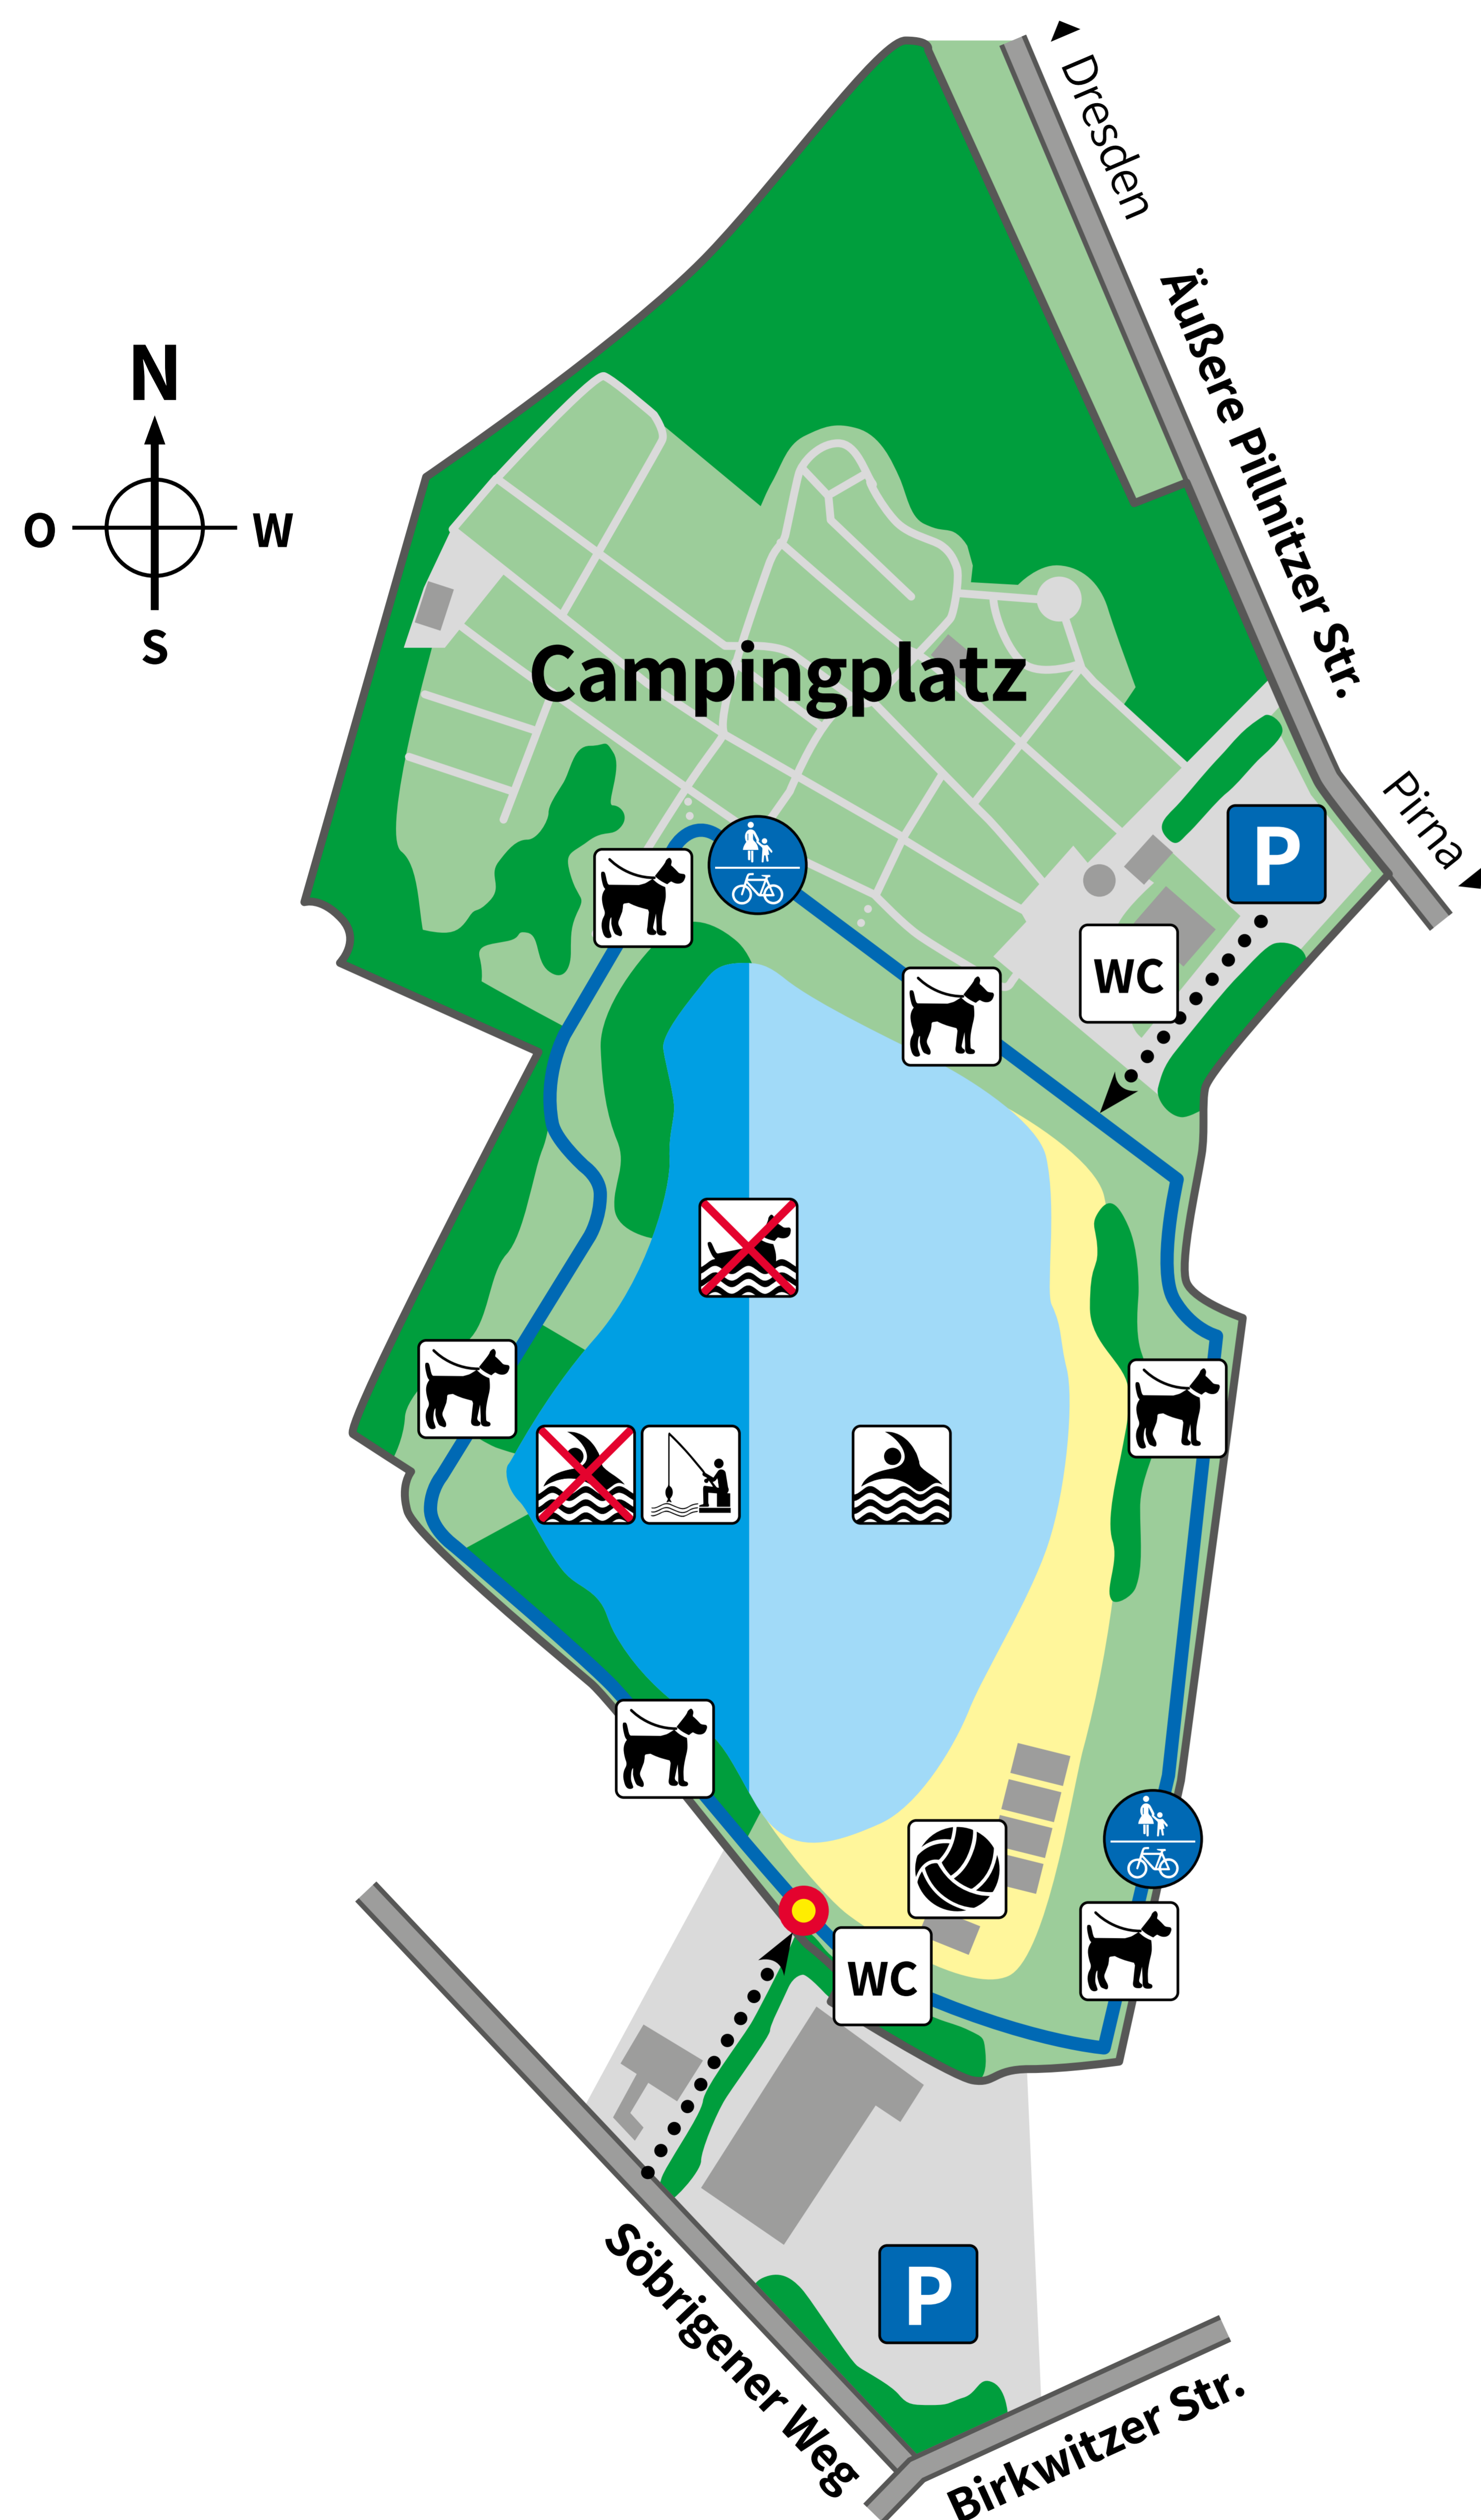 Dresden
Äußere Pillnitzer Str.
N
O
W
S
Campingplatz
Pirna
P
WC
WC
Söbrigener Weg
P
Birkwitzer Str.